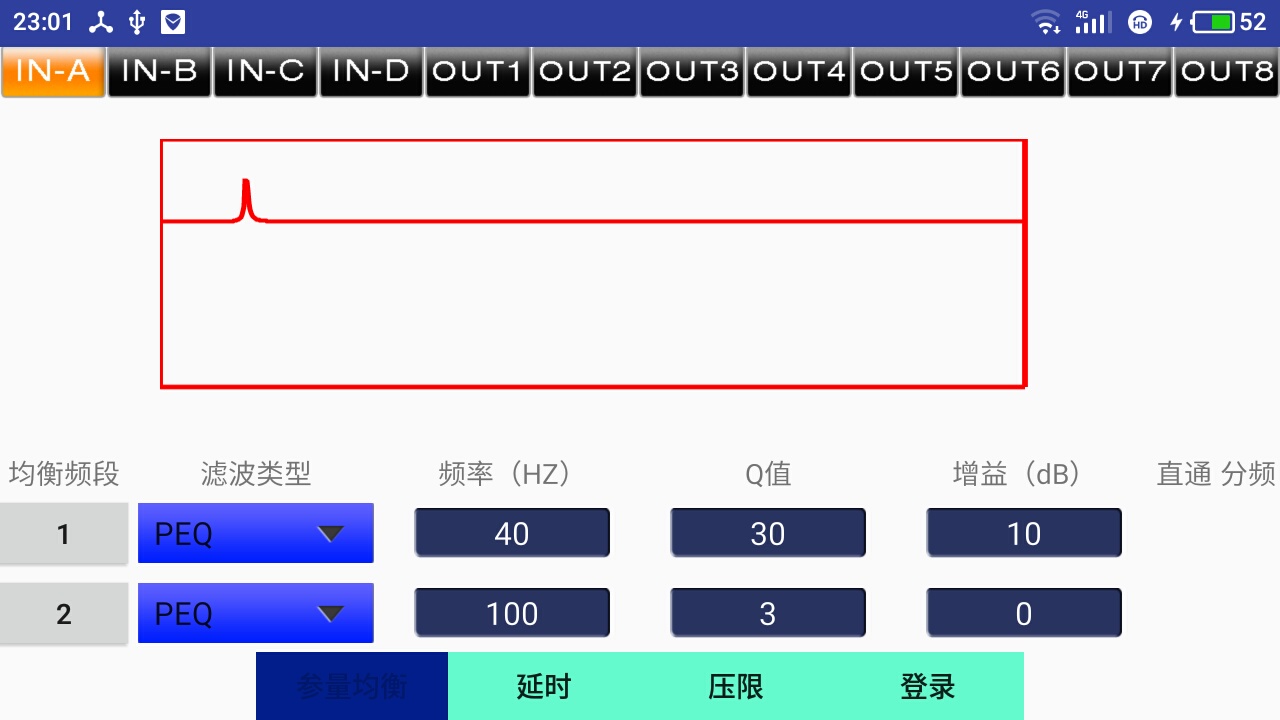 23:01 4G HD 52
IN-A IN-B IN-C IN-D OUT1 OUT2 OUT3 OUT4 OUT5 OUT6 OUT7 OUT8
均衡频段 滤波类型 频率（HZ） Q值 增益（dB） 直通 分频
1 PEQ 40 30 10
2 PEQ 100 3 0
参量均衡 延时 压限 登录